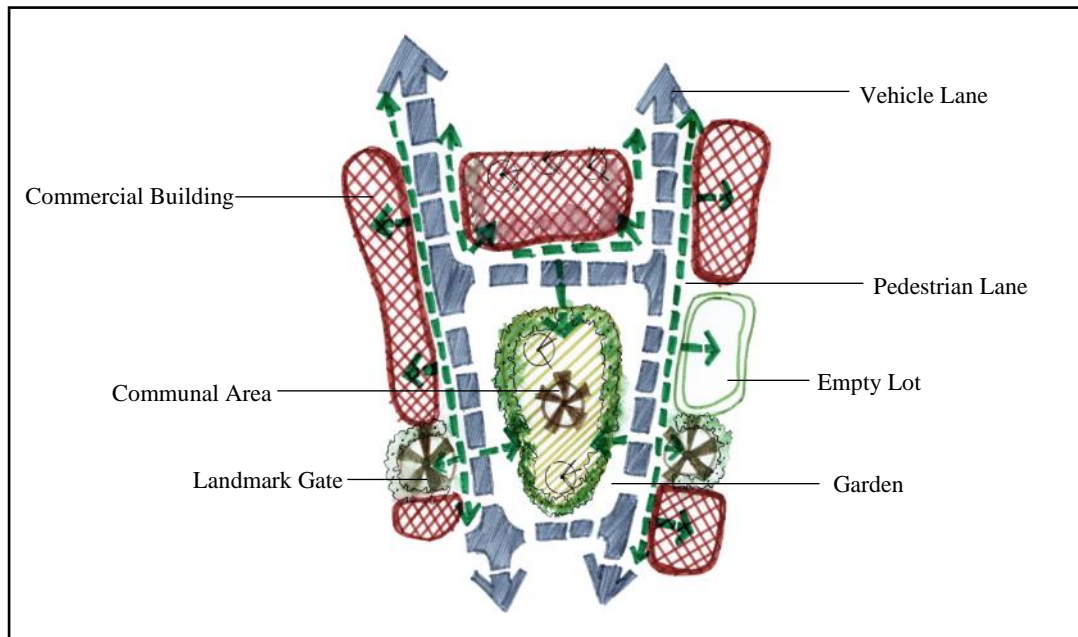 Vehicle Lane
Commercial Building
Pedestrian Lane
Communal Area
Empty Lot
Landmark Gate
Garden